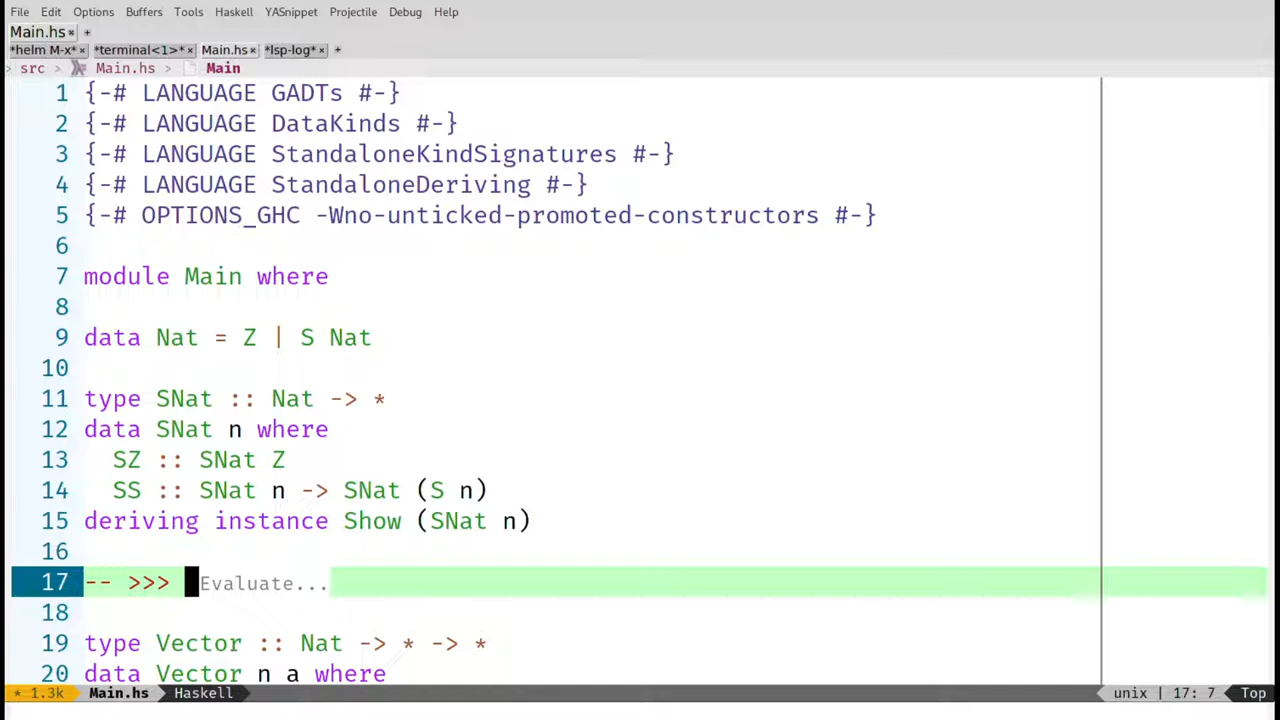 File Edit Options Buffers Tools Haskell YASnippet Projectile Debug Help
Main.hs× +
*helm M-x*× *terminal<1>*× Main.hs× *lsp-log*× +
> src > Main.hs > Main
1 {-# LANGUAGE GADTs #-}
2 {-# LANGUAGE DataKinds #-}
3 {-# LANGUAGE StandaloneKindSignatures #-}
4 {-# LANGUAGE StandaloneDeriving #-}
5 {-# OPTIONS_GHC -Wno-unticked-promoted-constructors #-}
6
7 module Main where
8
9 data Nat = Z | S Nat
10
11 type SNat :: Nat -> *
12 data SNat n where
13   SZ :: SNat Z
14   SS :: SNat n -> SNat (S n)
15 deriving instance Show (SNat n)
16
17 -- >>> Evaluate...
18
19 type Vector :: Nat -> * -> *
20 data Vector n a where
* 1.3k Main.hs Haskell unix | 17: 7 Top